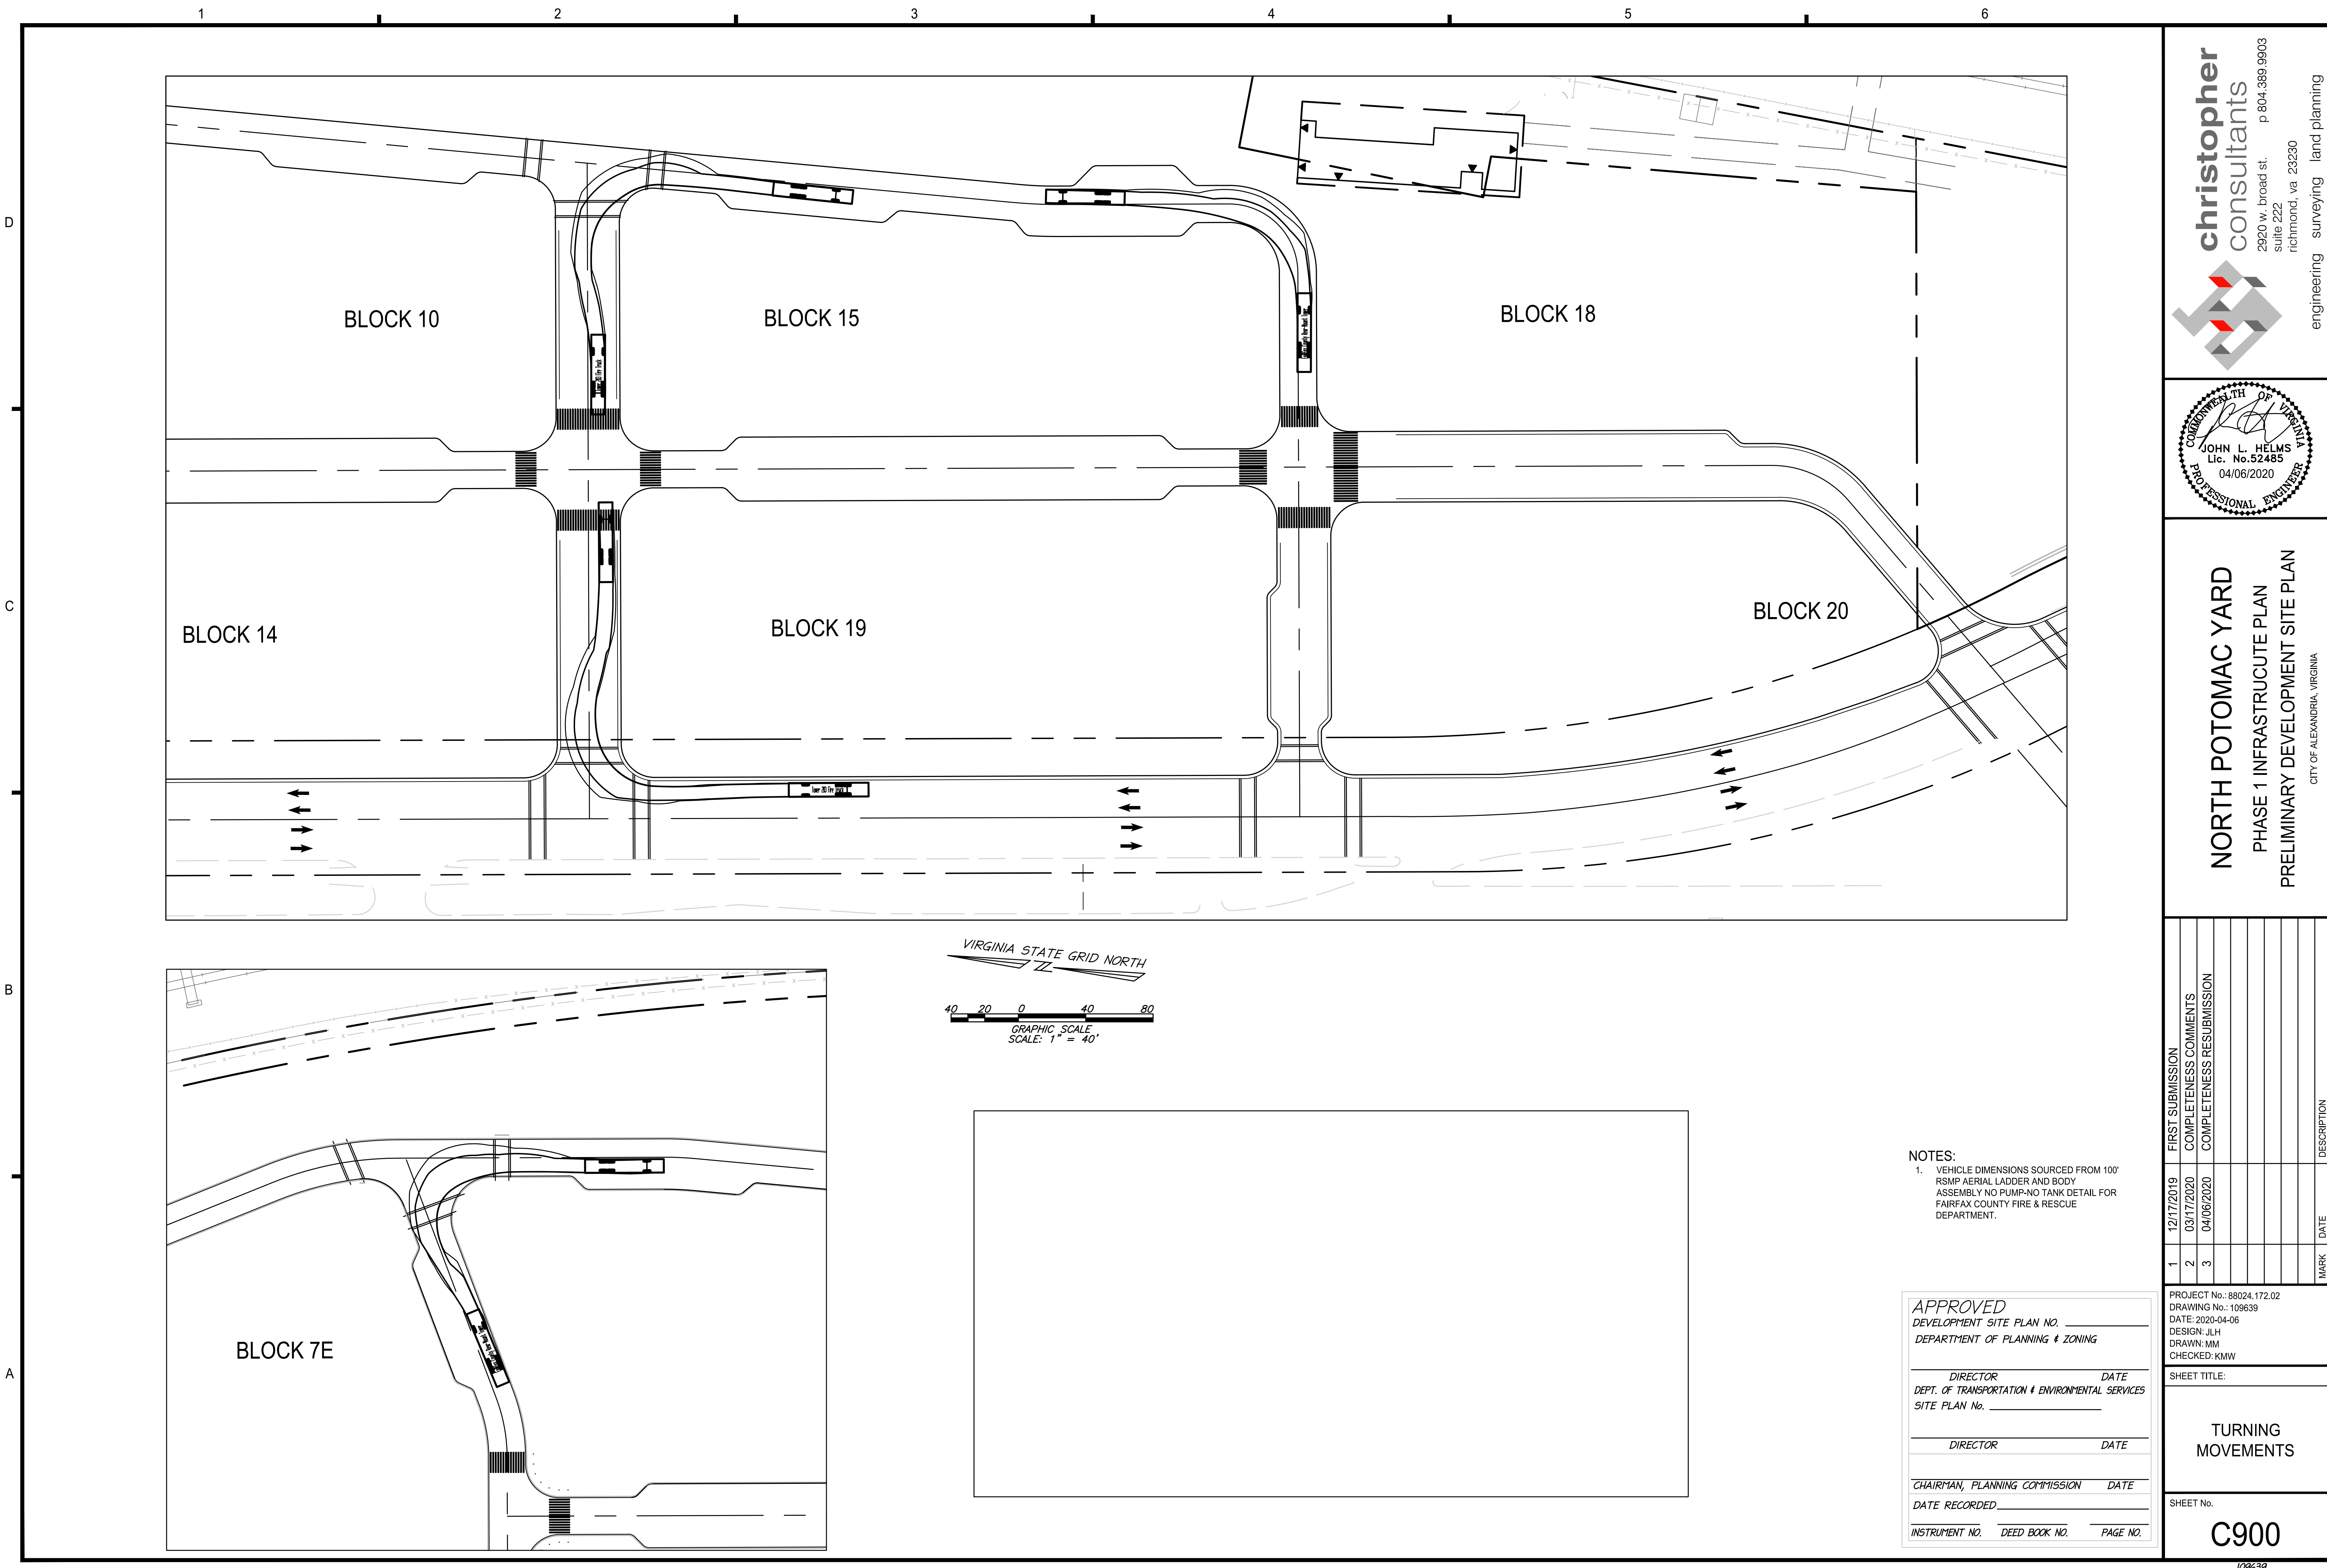 1
2
3
4
5
6
D
C
B
A
BLOCK 10
BLOCK 15
BLOCK 18
BLOCK 14
BLOCK 19
BLOCK 20
BLOCK 7E
VIRGINIA STATE GRID NORTH
40 20 0 40 80
GRAPHIC SCALE
SCALE: 1" = 40'
NOTES:
1. VEHICLE DIMENSIONS SOURCED FROM 100'
RSMP AERIAL LADDER AND BODY
ASSEMBLY NO PUMP-NO TANK DETAIL FOR
FAIRFAX COUNTY FIRE & RESCUE
DEPARTMENT.
APPROVED
DEVELOPMENT SITE PLAN NO.
DEPARTMENT OF PLANNING & ZONING
DIRECTOR DATE
DEPT. OF TRANSPORTATION & ENVIRONMENTAL SERVICES
SITE PLAN No.
DIRECTOR DATE
CHAIRMAN, PLANNING COMMISSION DATE
DATE RECORDED
INSTRUMENT NO. DEED BOOK NO. PAGE NO.
christopher
consultants
2920 w. broad st. p 804.389.9903
suite 222
richmond, va 23230
engineering surveying land planning
COMMONWEALTH OF VIRGINIA
JOHN L. HELMS
Lic. No.52485
04/06/2020
PROFESSIONAL ENGINEER
NORTH POTOMAC YARD
PHASE 1 INFRASTRUCUTE PLAN
PRELIMINARY DEVELOPMENT SITE PLAN
CITY OF ALEXANDRIA, VIRGINIA
1 12/17/2019 FIRST SUBMISSION
2 03/17/2020 COMPLETENESS COMMENTS
3 04/06/2020 COMPLETENESS RESUBMISSION
MARK DATE DESCRIPTION
PROJECT No.: 88024.172.02
DRAWING No.: 109639
DATE: 2020-04-06
DESIGN: JLH
DRAWN: MM
CHECKED: KMW
SHEET TITLE:
TURNING
MOVEMENTS
SHEET No.
C900
109639